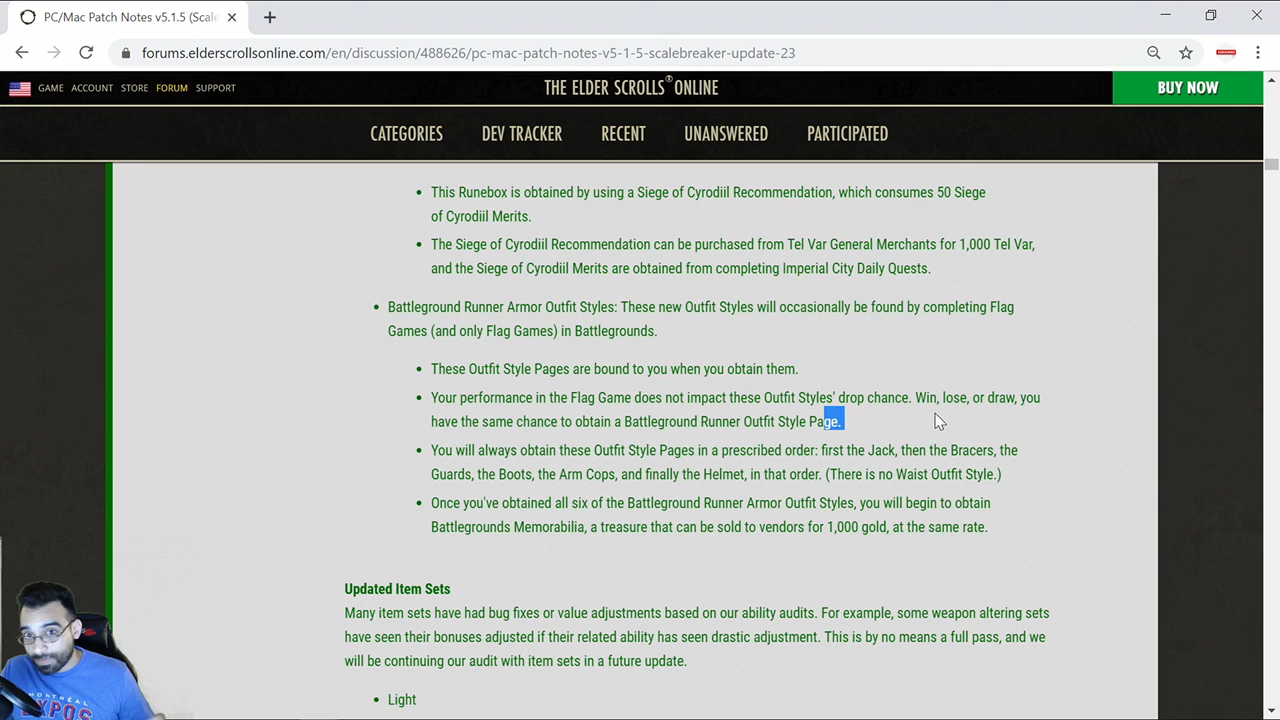 PC/Mac Patch Notes v5.1.5 (Scale
forums.elderscrollsonline.com/en/discussion/488626/pc-mac-patch-notes-v5-1-5-scalebreaker-update-23
GAME ACCOUNT STORE FORUM SUPPORT
THE ELDER SCROLLS® ONLINE
BUY NOW
CATEGORIES DEV TRACKER RECENT UNANSWERED PARTICIPATED
• This Runebox is obtained by using a Siege of Cyrodiil Recommendation, which consumes 50 Siege
of Cyrodiil Merits.
• The Siege of Cyrodiil Recommendation can be purchased from Tel Var General Merchants for 1,000 Tel Var,
and the Siege of Cyrodiil Merits are obtained from completing Imperial City Daily Quests.
• Battleground Runner Armor Outfit Styles: These new Outfit Styles will occasionally be found by completing Flag
Games (and only Flag Games) in Battlegrounds.
• These Outfit Style Pages are bound to you when you obtain them.
• Your performance in the Flag Game does not impact these Outfit Styles' drop chance. Win, lose, or draw, you
have the same chance to obtain a Battleground Runner Outfit Style Page.
• You will always obtain these Outfit Style Pages in a prescribed order: first the Jack, then the Bracers, the
Guards, the Boots, the Arm Cops, and finally the Helmet, in that order. (There is no Waist Outfit Style.)
• Once you've obtained all six of the Battleground Runner Armor Outfit Styles, you will begin to obtain
Battlegrounds Memorabilia, a treasure that can be sold to vendors for 1,000 gold, at the same rate.
Updated Item Sets
Many item sets have had bug fixes or value adjustments based on our ability audits. For example, some weapon altering sets
have seen their bonuses adjusted if their related ability has seen drastic adjustment. This is by no means a full pass, and we
will be continuing our audit with item sets in a future update.
• Light
MONTRÉAL
EXPOS